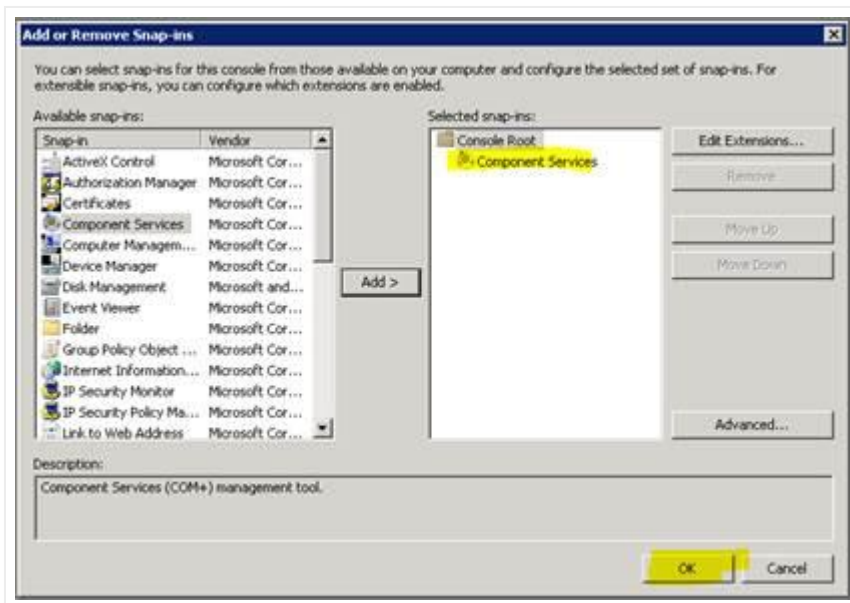 Add or Remove Snap-ins
You can select snap-ins for this console from those available on your computer and configure the selected set of snap-ins. For
extensible snap-ins, you can configure which extensions are enabled.
Available snap-ins:
Snap-in Vendor
ActiveX Control Microsoft Cor...
Authorization Manager Microsoft Cor...
Certificates Microsoft Cor...
Component Services Microsoft Cor...
Computer Managem... Microsoft Cor...
Device Manager Microsoft Cor...
Disk Management Microsoft and...
Event Viewer Microsoft Cor...
Folder Microsoft Cor...
Group Policy Object ... Microsoft Cor...
Internet Information... Microsoft Cor...
IP Security Monitor Microsoft Cor...
IP Security Policy Ma... Microsoft Cor...
Link to Web Address Microsoft Cor...
Add >
Selected snap-ins:
Console Root
Component Services
Edit Extensions...
Remove
Move Up
Move Down
Advanced...
Description:
Component Services (COM+) management tool.
OK Cancel